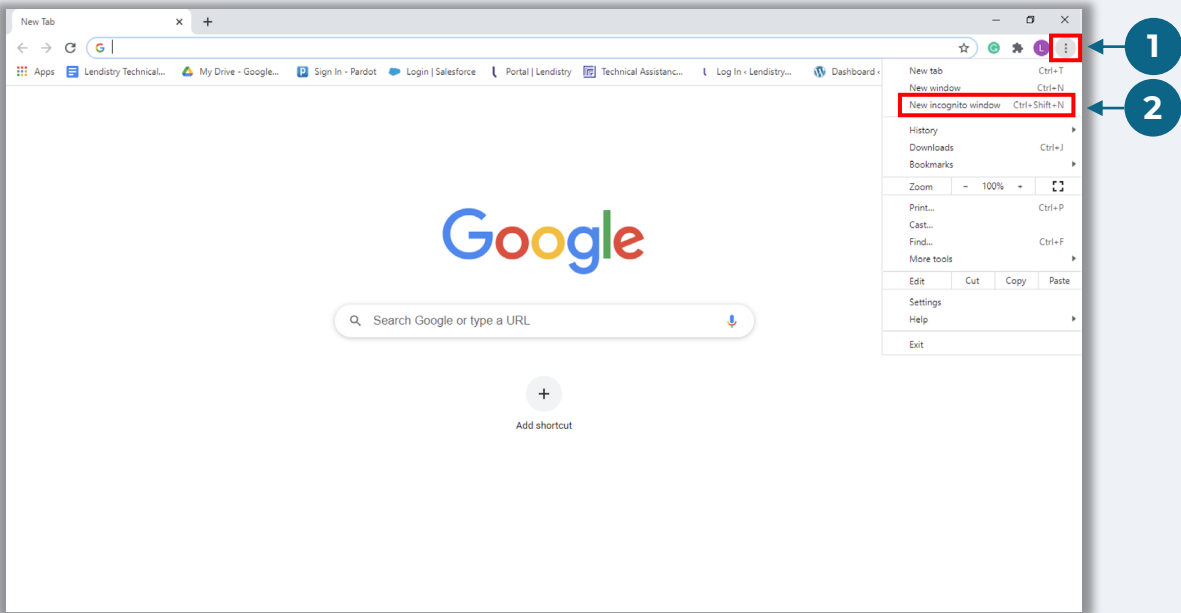 New Tab
1
G
L
Apps Lendistry Technical... My Drive - Google... Sign In - Pardot Login | Salesforce Portal | Lendistry Technical Assistanc... Log In ‹ Lendistry... Dashboard ‹
New tab Ctrl+T
New window Ctrl+N
New incognito window Ctrl+Shift+N
2
History
Downloads Ctrl+J
Bookmarks
Zoom - 100% +
Print... Ctrl+P
Cast...
Find... Ctrl+F
More tools
Edit Cut Copy Paste
Settings
Help
Exit
Google
Search Google or type a URL
Add shortcut